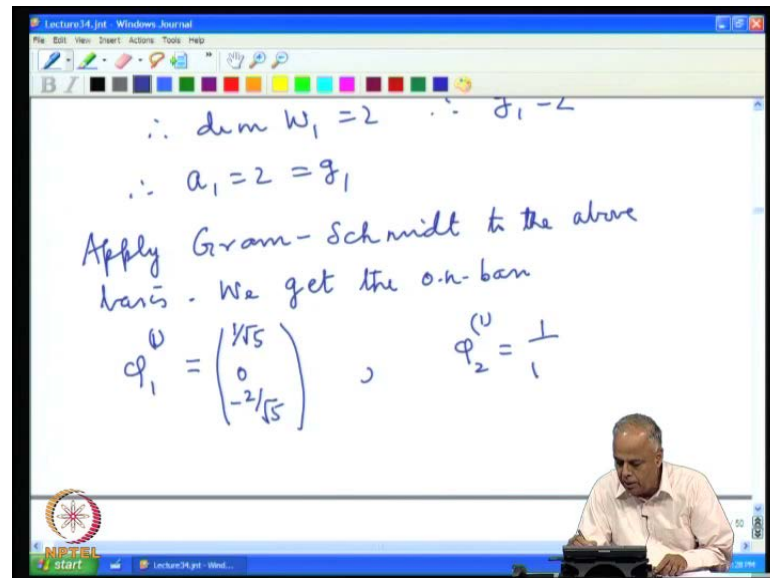 Lecture34.jnt - Windows Journal
File Edit View Insert Actions Tools Help
B I
∴ dim W₁ = 2 ∴ g₁ = 2
∴ a₁ = 2 = g₁
Apply Gram-Schmidt to the above
basis. We get the o.n. basis
φ₁⁽¹⁾ = (1/√5, 0, -2/√5) , φ₂⁽¹⁾ = 1/1
NPTEL
start Lecture34.jnt - Wind...